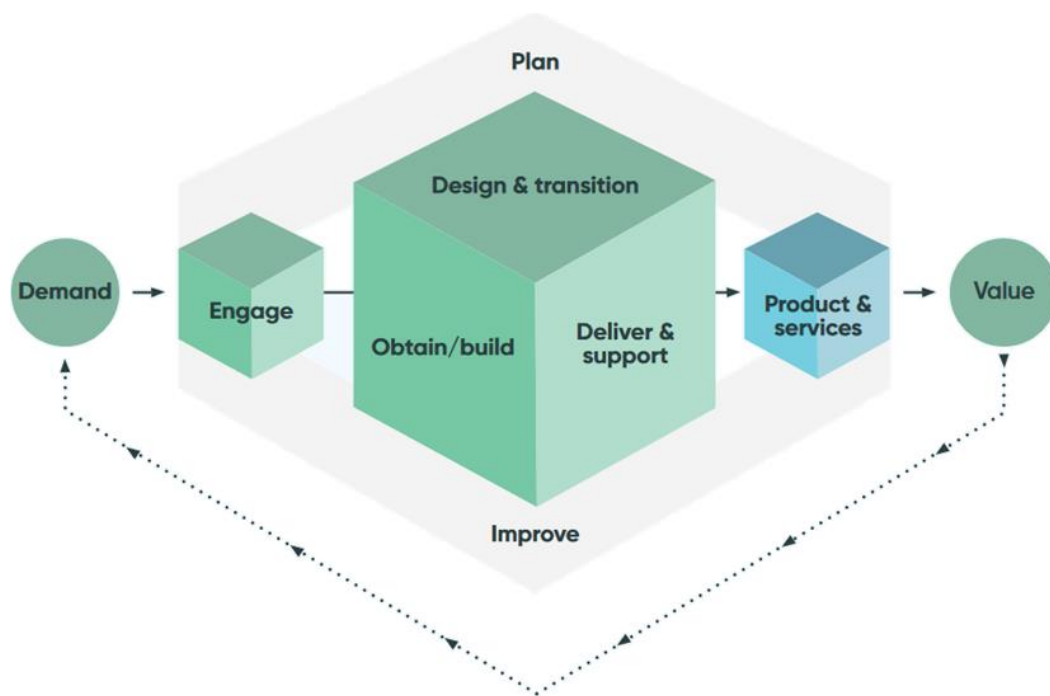 Plan
Design & transition
Demand
Engage
Obtain/build
Deliver &
support
Product &
services
Value
Improve